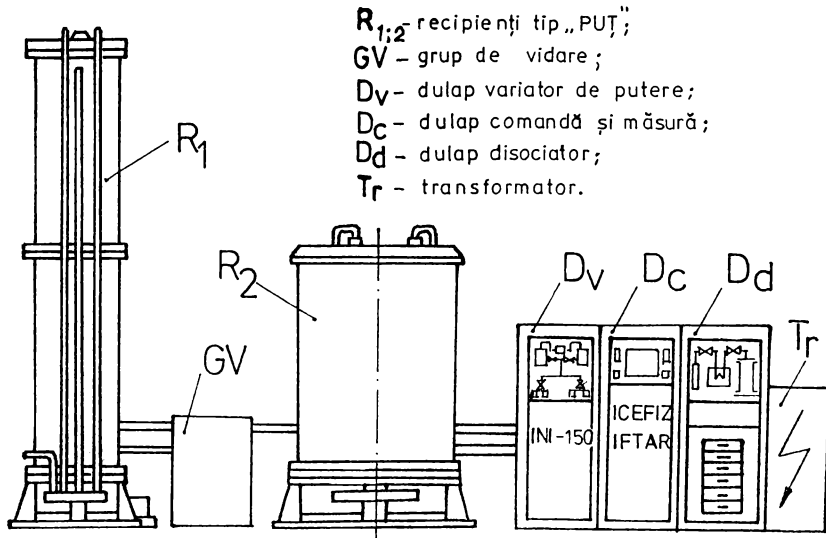 R1;2 – recipienți tip „PUȚ”;
GV – grup de vidare;
Dv – dulap variator de putere;
Dc – dulap comandă și măsură;
Dd – dulap disociator;
Tr – transformator.
R1
R2
GV
Dv
Dc
Dd
Tr
INI-150
ICEFIZ
IFTAR